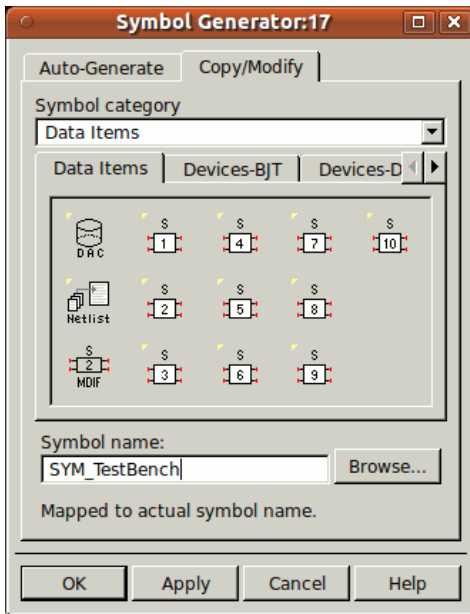 Symbol Generator:17
Auto-Generate Copy/Modify
Symbol category
Data Items
Data Items Devices-BJT Devices-D
S S S S
DAC 1 4 7 10
S S S
Netlist 2 5 8
S S S S
2 3 6 9
MDIF
Symbol name:
SYM_TestBench Browse...
Mapped to actual symbol name.
OK Apply Cancel Help